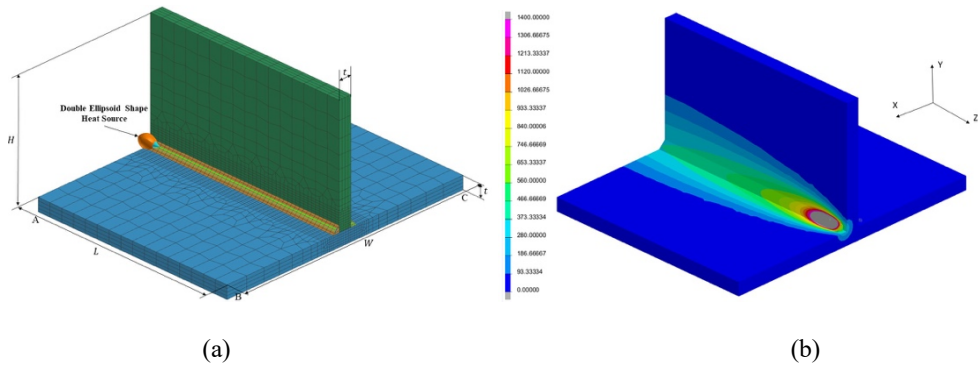 t
Double Ellipsoid Shape
Heat Source
H
A
L
B
W
C
t
1400.00000
1306.66675
1213.33337
1120.00000
1026.66675
933.33337
840.00006
746.66669
653.33337
560.00000
466.66669
373.33334
280.00000
186.66667
93.33334
0.00000
Y
X
Z
(a)
(b)